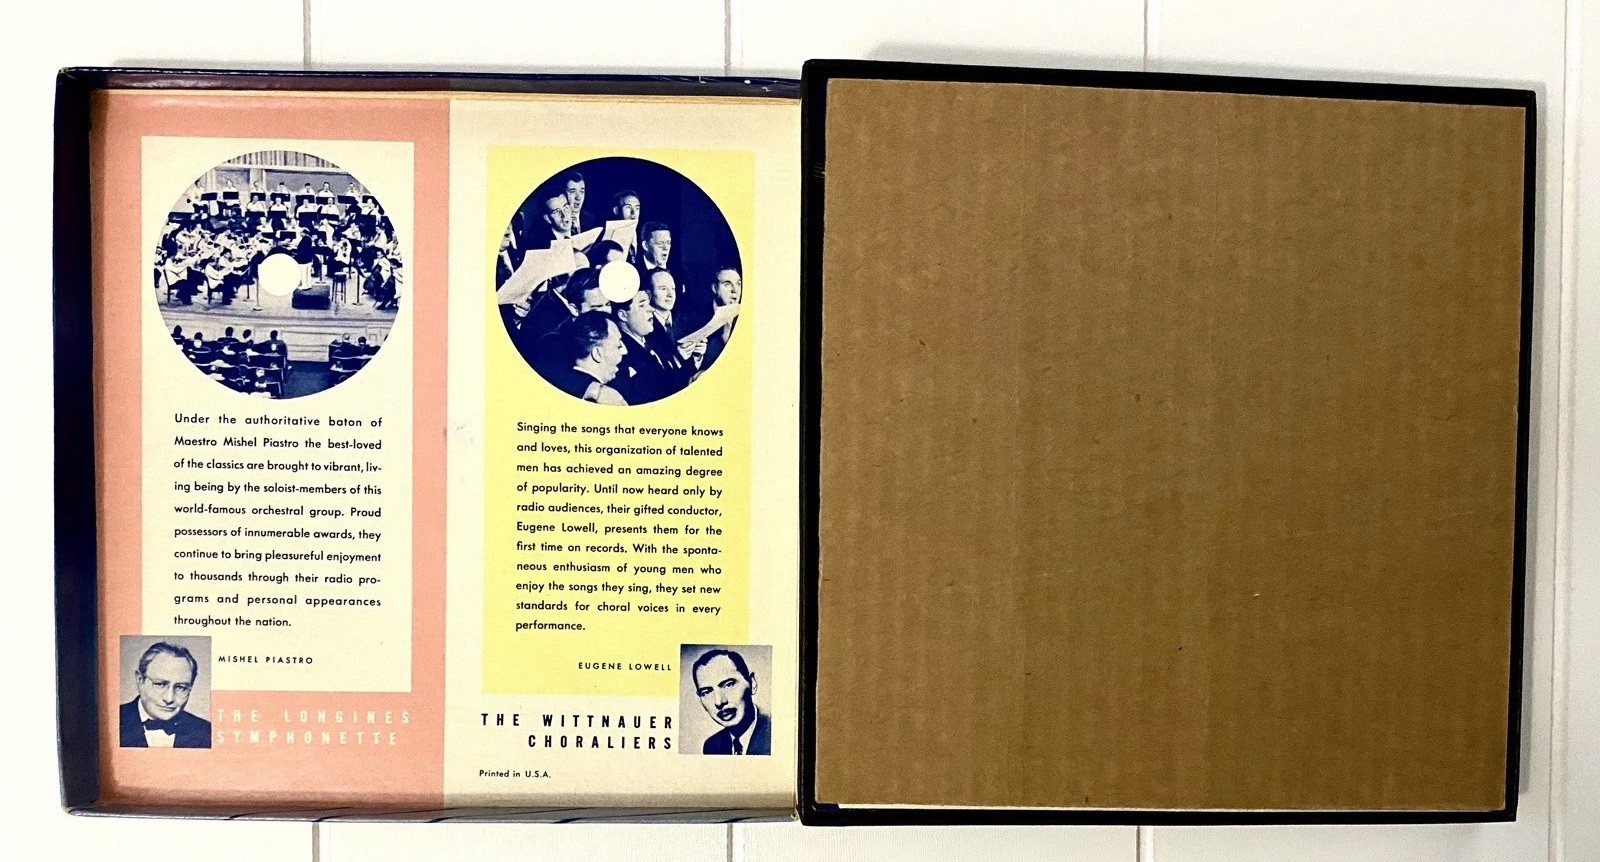 Under the authoritative baton of
Maestro Mishel Piastro the best-loved
of the classics are brought to vibrant, liv-
ing being by the soloist-members of this
world-famous orchestral group. Proud
possessors of innumerable awards, they
continue to bring pleasureful enjoyment
to thousands through their radio pro-
grams and personal appearances
throughout the nation.
MISHEL PIASTRO
THE LONGINES
SYMPHONETTE
Singing the songs that everyone knows
and loves, this organization of talented
men has achieved an amazing degree
of popularity. Until now heard only by
radio audiences, their gifted conductor,
Eugene Lowell, presents them for the
first time on records. With the sponta-
neous enthusiasm of young men who
enjoy the songs they sing, they set new
standards for choral voices in every
performance.
EUGENE LOWELL
THE WITTNAUER
CHORALIERS
Printed in U.S.A.